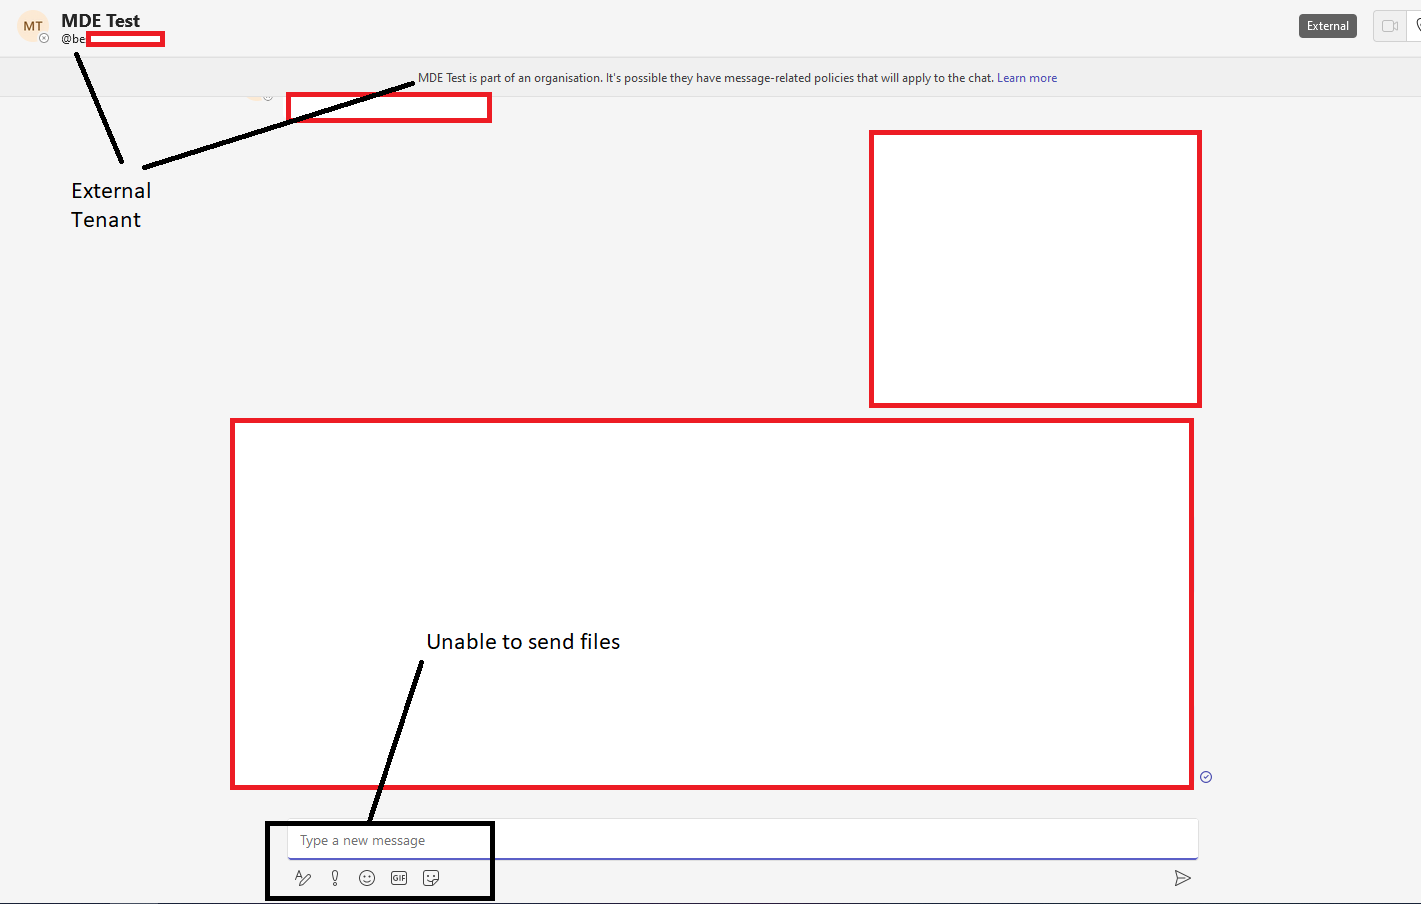 MT
MDE Test
@be
External
MDE Test is part of an organisation. It's possible they have message-related policies that will apply to the chat. Learn more
External
Tenant
Unable to send files
Type a new message
GIF